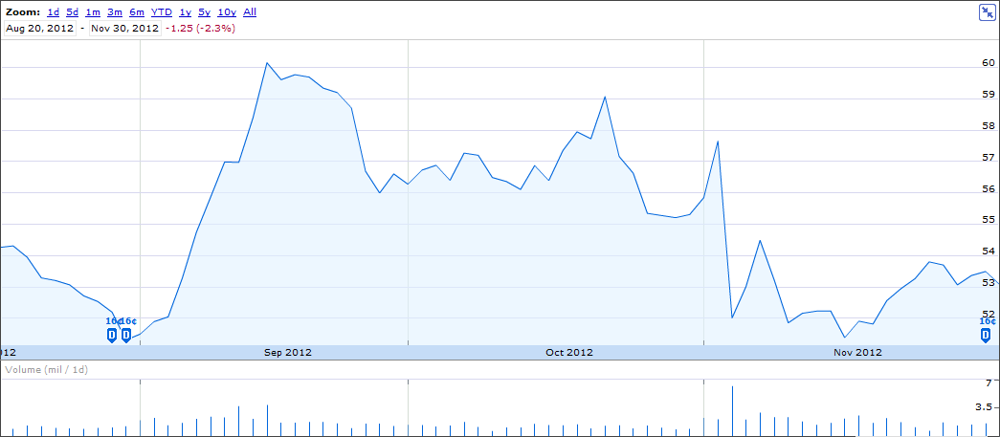 Zoom: 1d 5d 1m 3m 6m YTD 1y 5y 10y All
Aug 20, 2012 - Nov 30, 2012 -1.25 (-2.3%)
60
59
58
57
56
55
54
53
52
16¢ 16¢ 16¢
D D D
012 Sep 2012 Oct 2012 Nov 2012
Volume (mil / 1d)
7
3.5